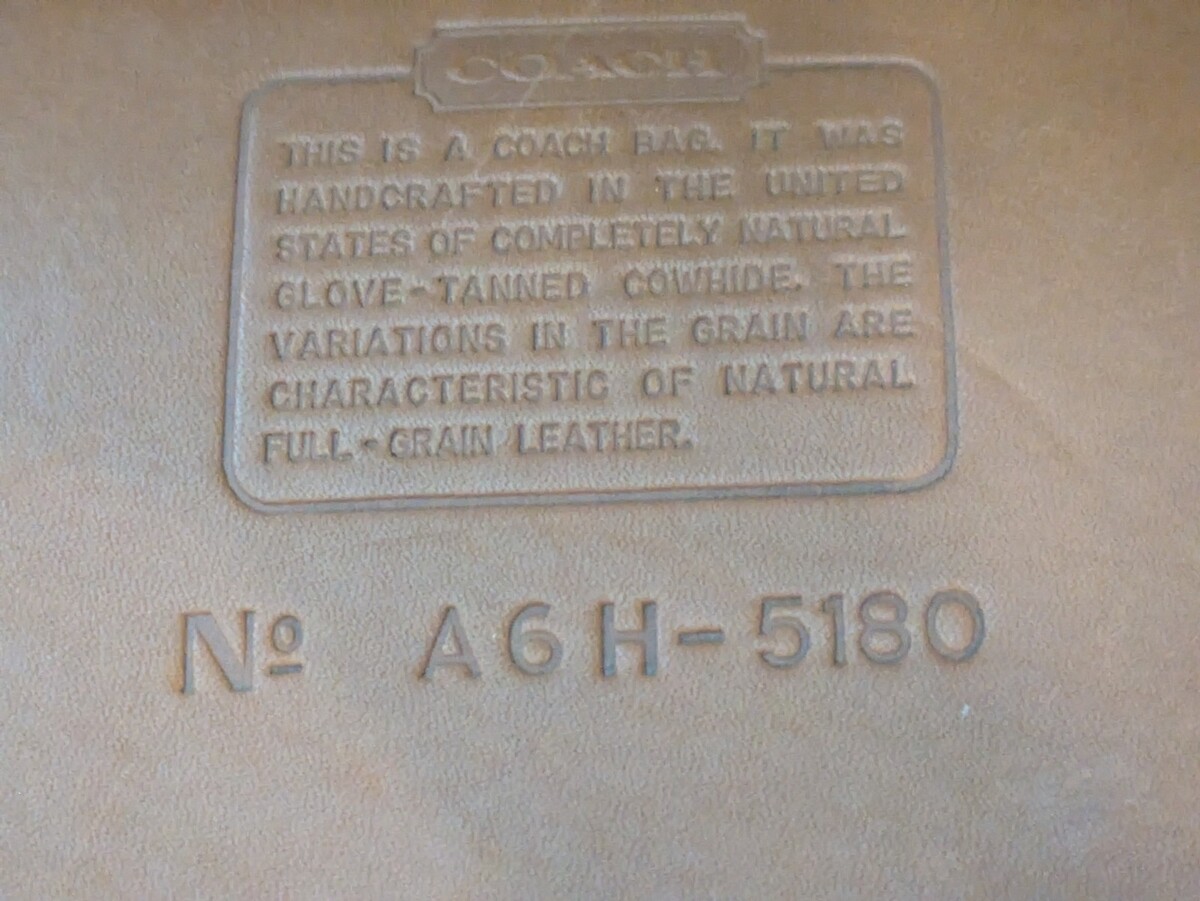 COACH
THIS IS A COACH BAG. IT WAS
HANDCRAFTED IN THE UNITED
STATES OF COMPLETELY NATURAL
GLOVE-TANNED COWHIDE. THE
VARIATIONS IN THE GRAIN ARE
CHARACTERISTIC OF NATURAL
FULL-GRAIN LEATHER.
Nº A6H-5180